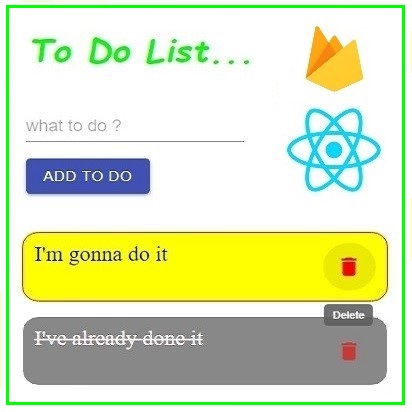 To Do List...
what to do ?
ADD TO DO
I'm gonna do it
Delete
I've already done it